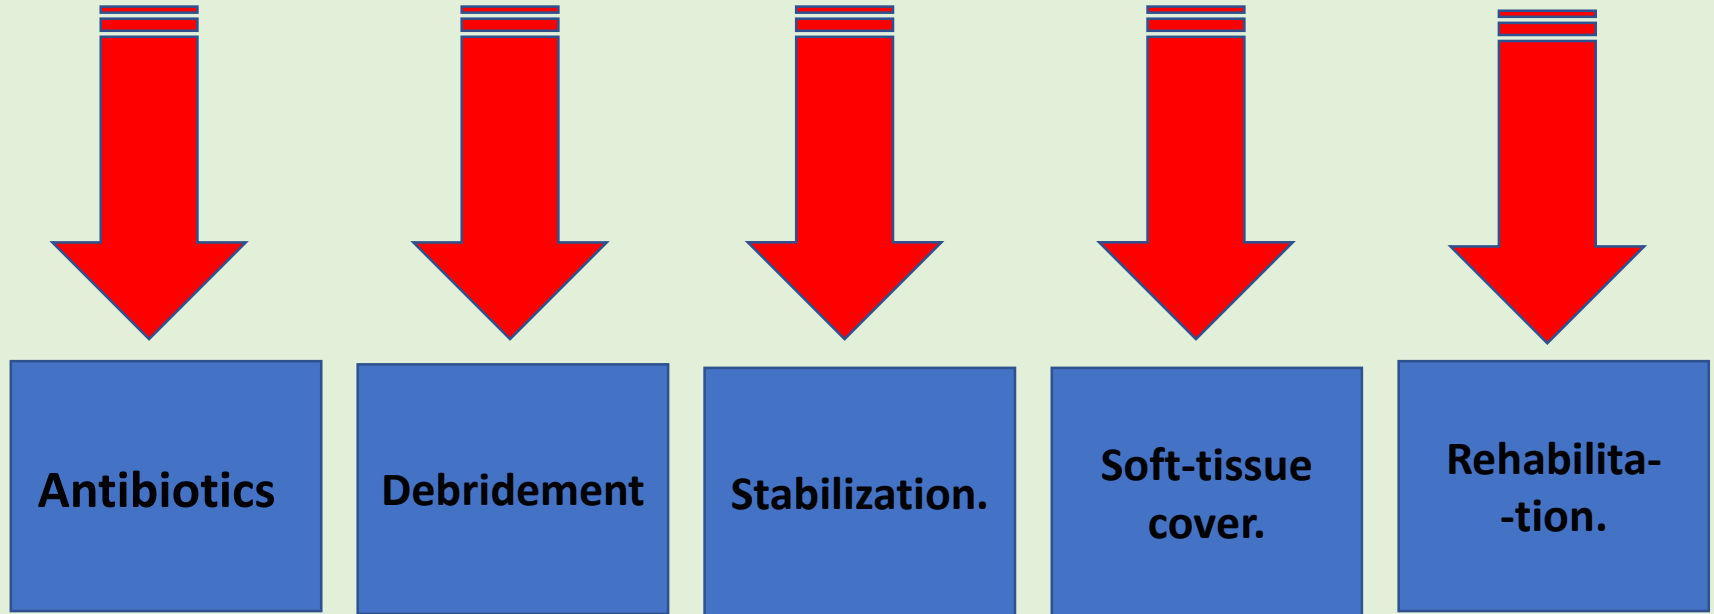 Antibiotics
Debridement
Stabilization.
Soft-tissue
cover.
Rehabilita-
-tion.